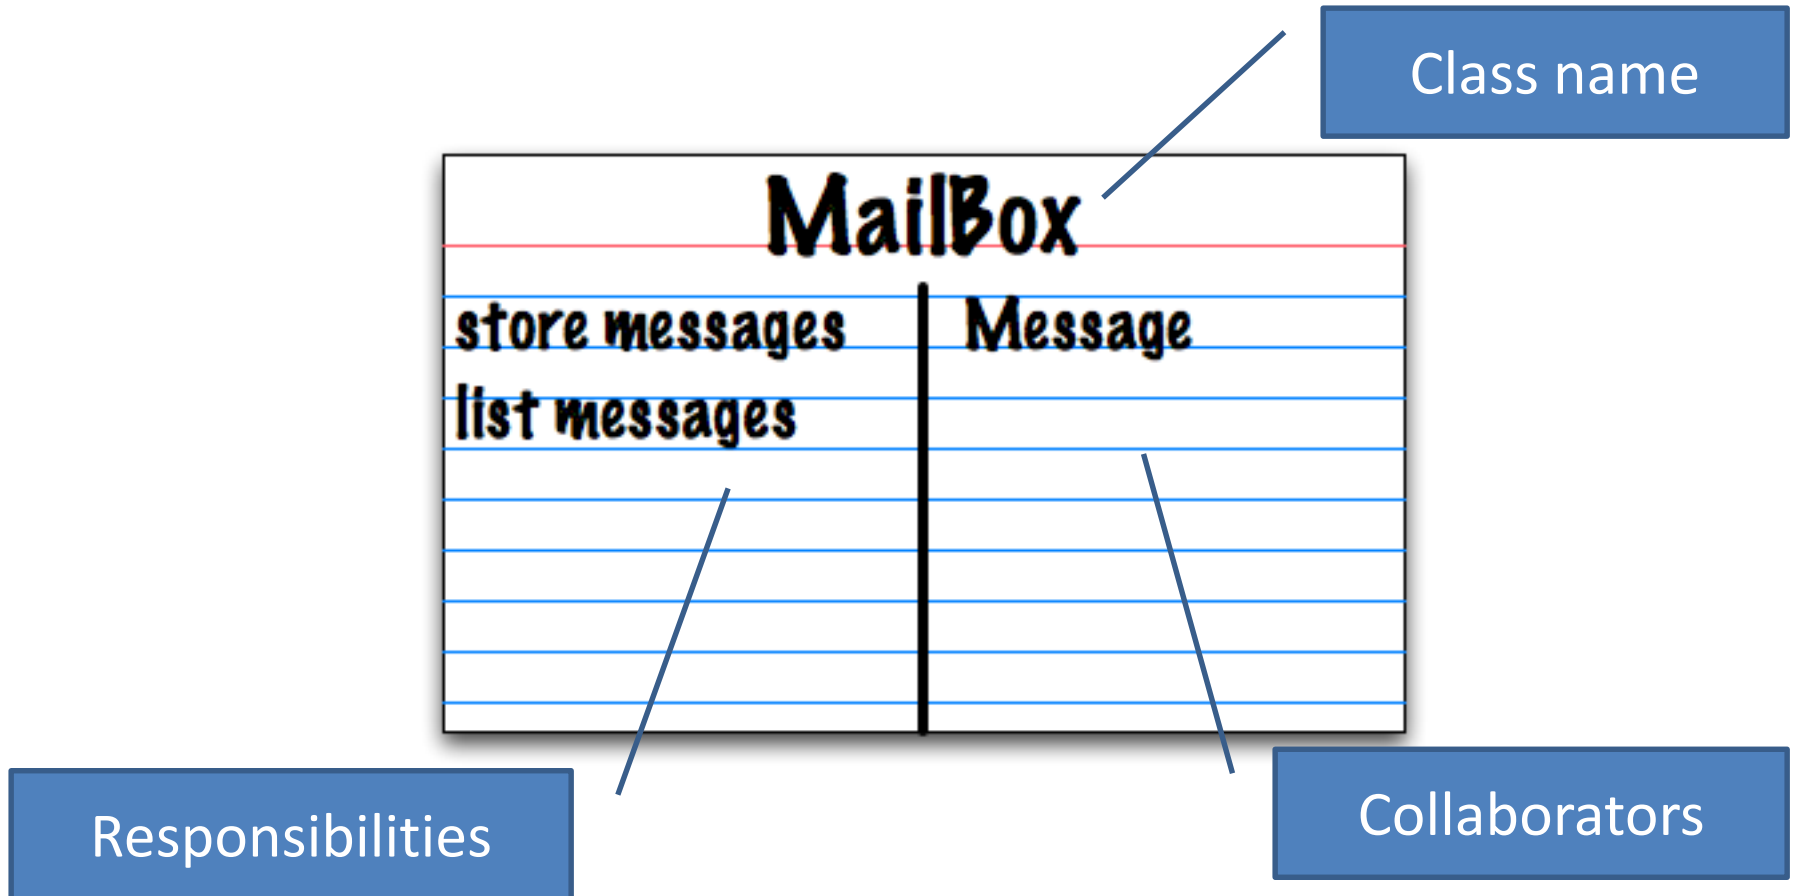 Class name
MailBox
store messages
Message
list messages
Responsibilities
Collaborators